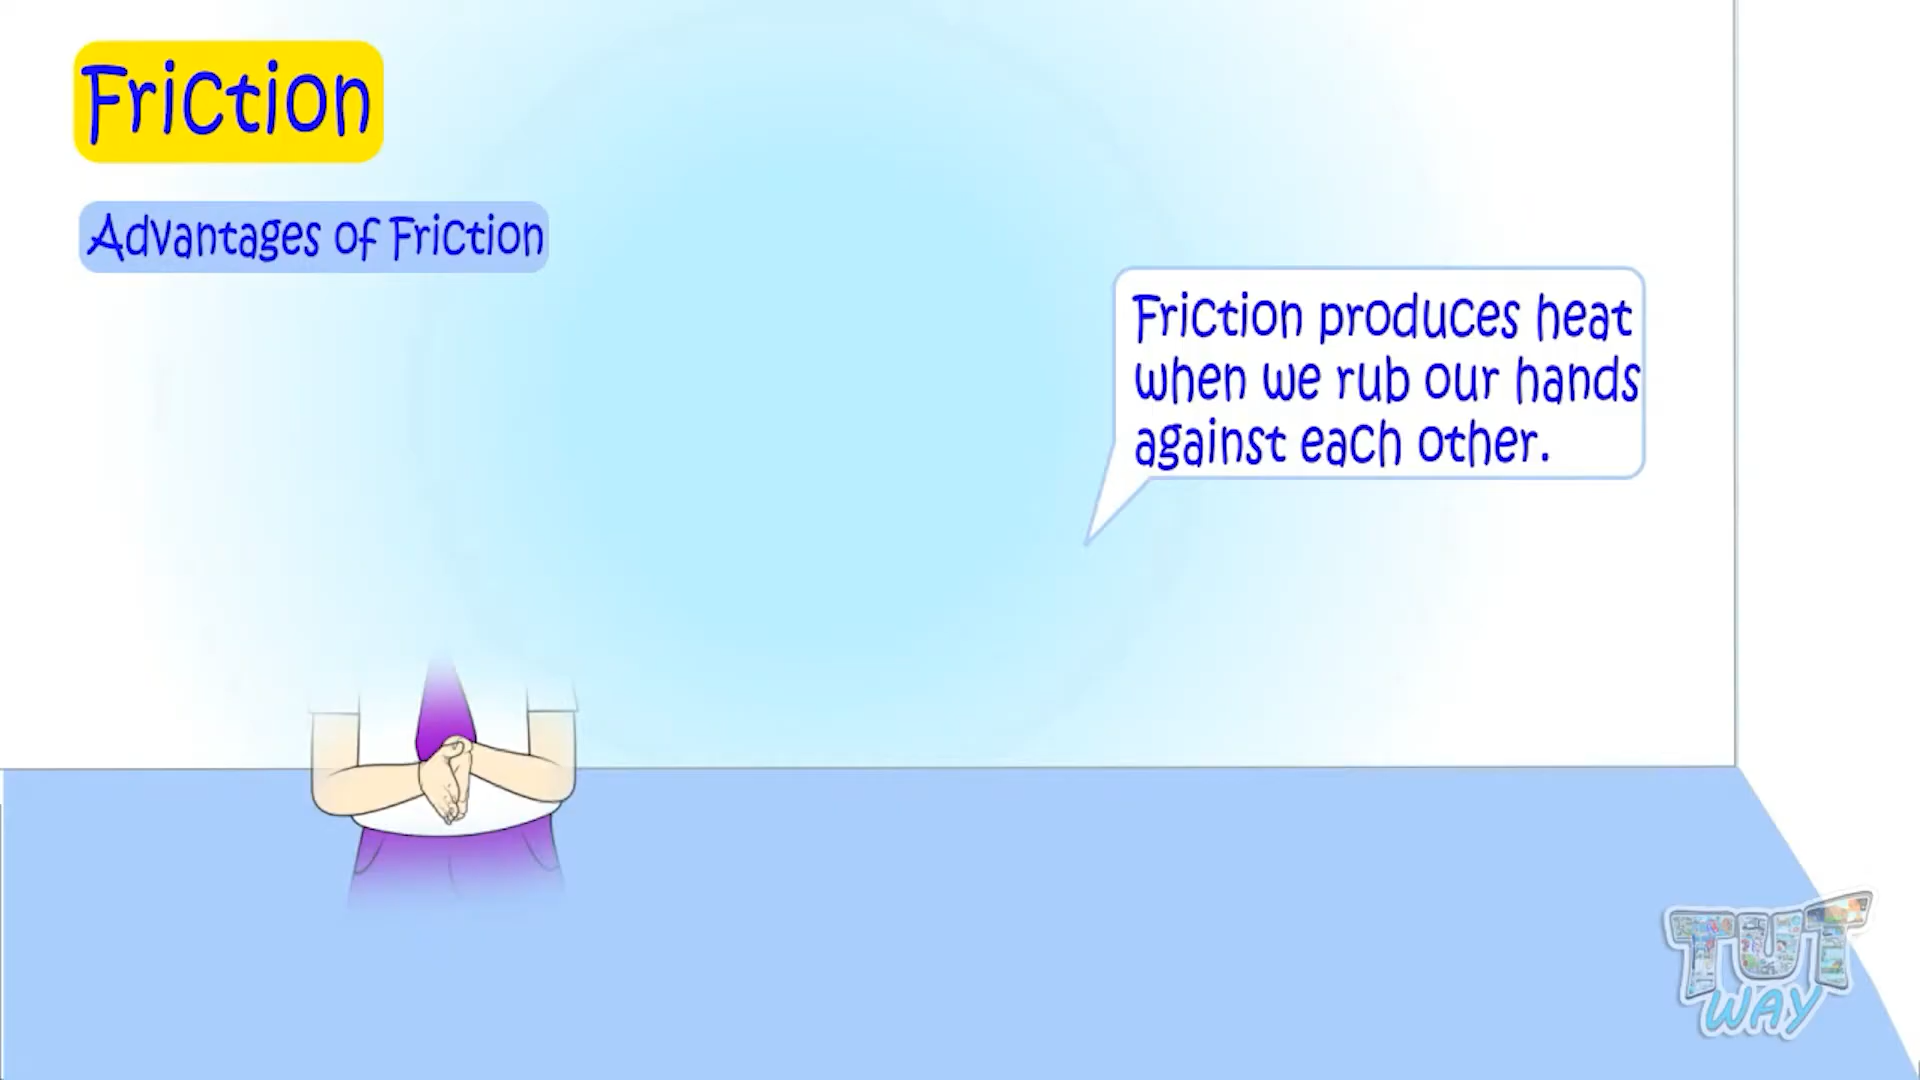 Friction
Advantages of Friction
Friction produces heat
when we rub our hands
against each other.
TUT
WAY